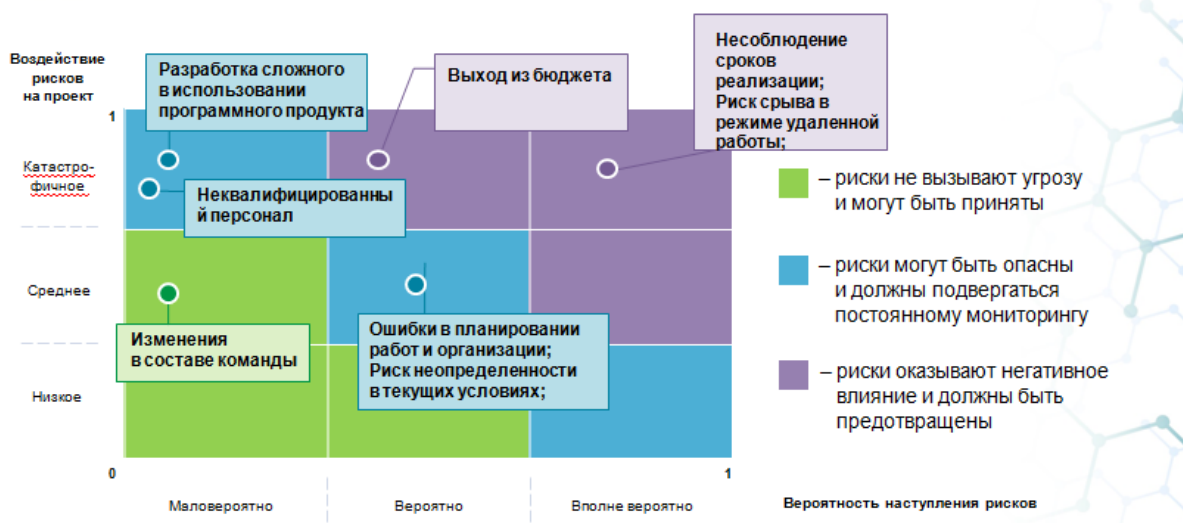 Воздействие
рисков
на проект
Разработка сложного
в использовании
программного продукта
Выход из бюджета
Несоблюдение
сроков
реализации;
Риск срыва в
режиме удаленной
работы;
1
Катастро-
фичное
Неквалифицированны
й персонал
– риски не вызывают угрозу
и могут быть приняты
Среднее
– риски могут быть опасны
и должны подвергаться
постоянному мониторингу
Изменения
в составе команды
Ошибки в планировании
работ и организации;
Риск неопределенности
в текущих условиях;
Низкое
– риски оказывают негативное
влияние и должны быть
предотвращены
0
1
Маловероятно
Вероятно
Вполне вероятно
Вероятность наступления рисков